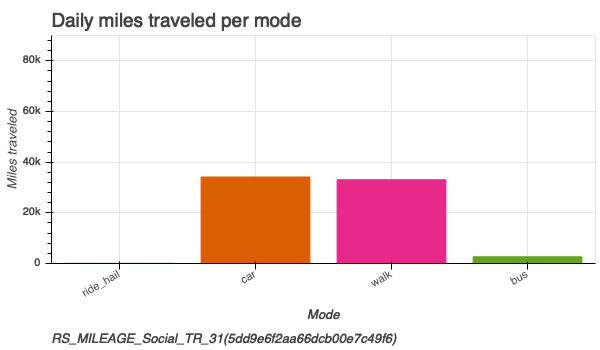 Daily miles traveled per mode
80k
60k
40k
20k
0
Miles traveled
ride_hail
car
walk
bus
Mode
RS_MILEAGE_Social_TR_31(5dd9e6f2aa66dcb00e7c49f6)